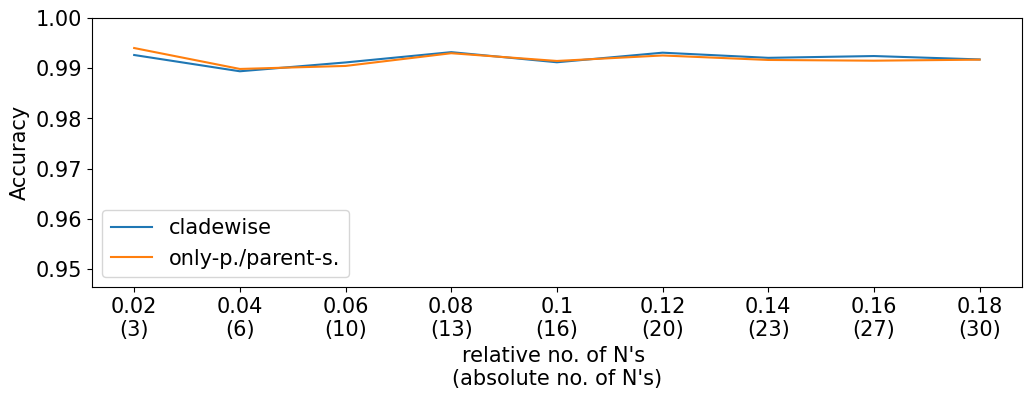 1.00
0.99
0.98
0.97
0.96
0.95
Accuracy
cladewise
only-p./parent-s.
0.02 0.04 0.06 0.08 0.1 0.12 0.14 0.16 0.18
(3) (6) (10) (13) (16) (20) (23) (27) (30)
relative no. of N's
(absolute no. of N's)